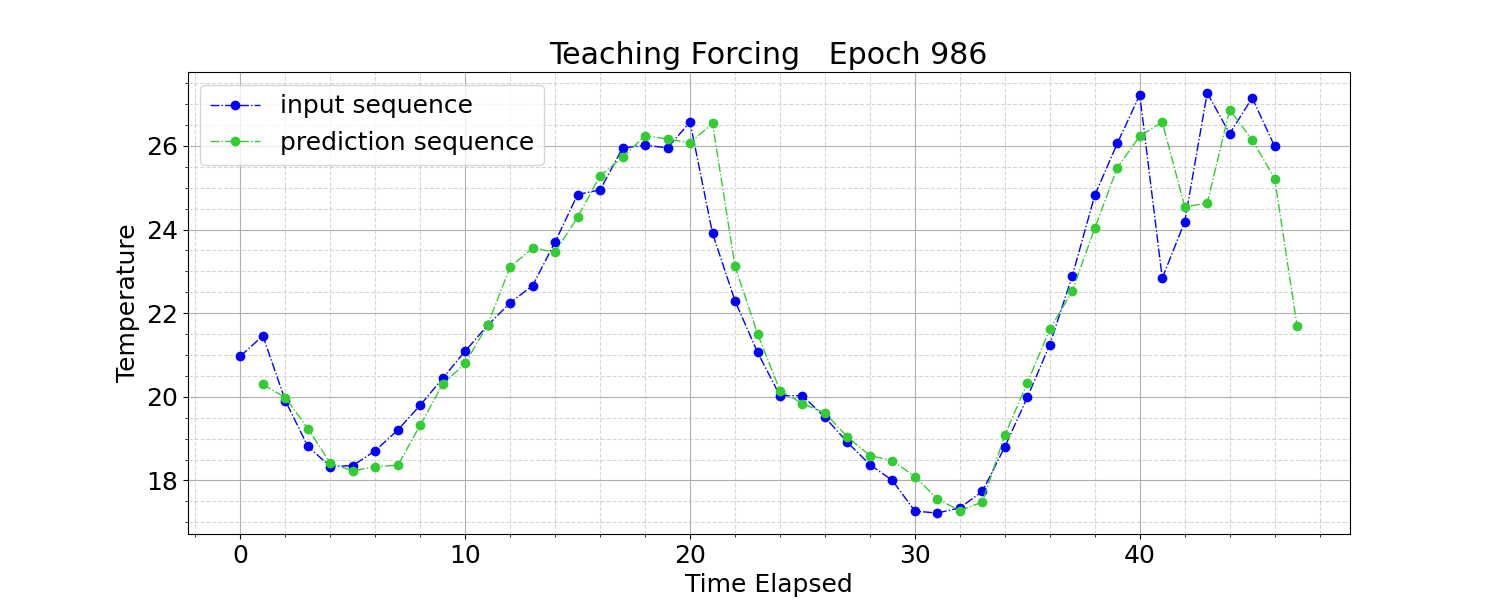 Teaching Forcing   Epoch 986
input sequence
prediction sequence
26
24
22
20
18
Temperature
0 10 20 30 40
Time Elapsed